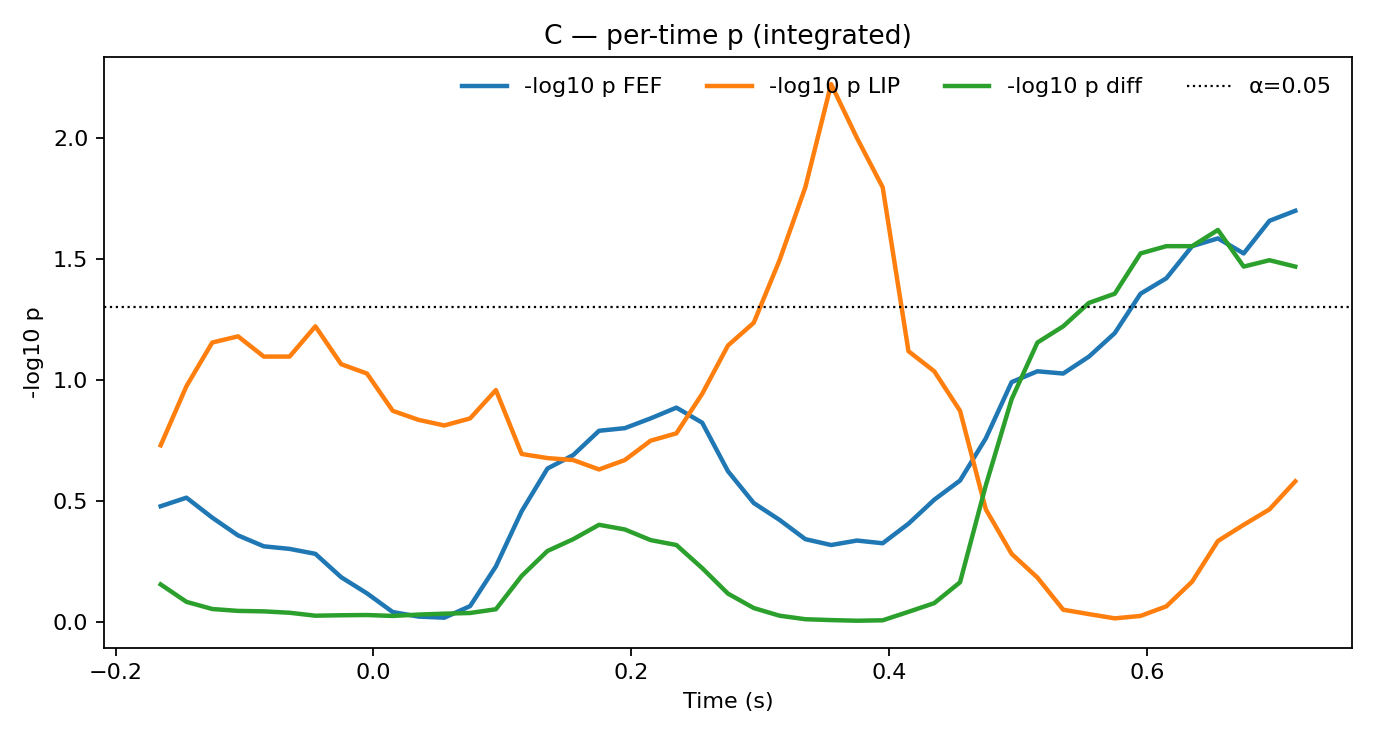 C — per-time p (integrated)
-log10 p FEF
-log10 p LIP
-log10 p diff
α=0.05
2.0
1.5
1.0
0.5
0.0
-log10 p
−0.2
0.0
0.2
0.4
0.6
Time (s)